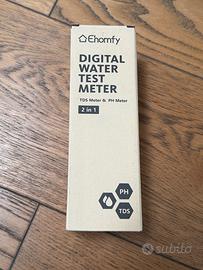 Ehomfy
DIGITAL
WATER
TEST
METER
TDS Meter & PH Meter
2 in 1
PH
TDS
subito